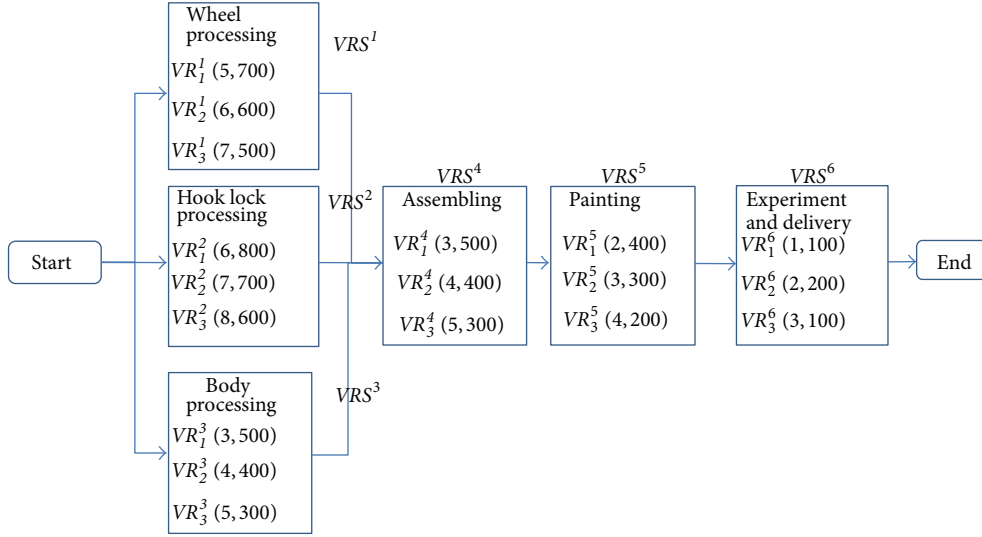 Start
Wheel
processing
VR₁¹ (5, 700)
VR₂¹ (6, 600)
VR₃¹ (7, 500)
VRS¹
Hook lock
processing
VR₁² (6, 800)
VR₂² (7, 700)
VR₃² (8, 600)
VRS²
Body
processing
VR₁³ (3, 500)
VR₂³ (4, 400)
VR₃³ (5, 300)
VRS³
VRS⁴
Assembling
VR₁⁴ (3, 500)
VR₂⁴ (4, 400)
VR₃⁴ (5, 300)
VRS⁵
Painting
VR₁⁵ (2, 400)
VR₂⁵ (3, 300)
VR₃⁵ (4, 200)
VRS⁶
Experiment
and delivery
VR₁⁶ (1, 100)
VR₂⁶ (2, 200)
VR₃⁶ (3, 100)
End